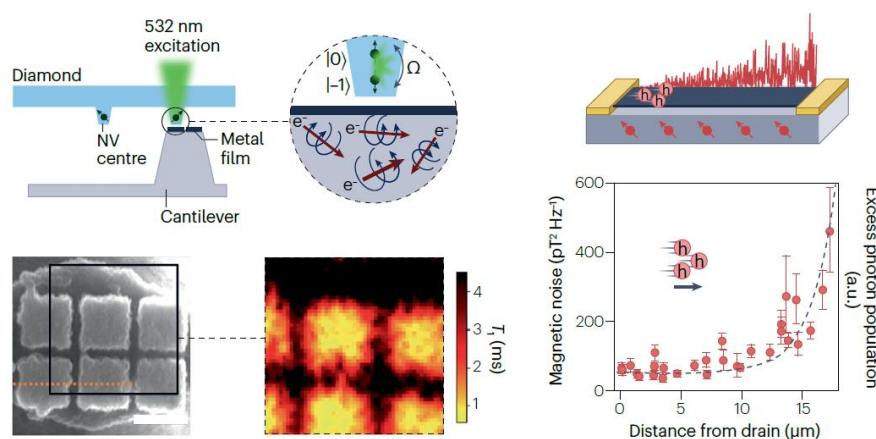 532 nm
excitation
Diamond
NV
centre
Metal
film
Cantilever
|0⟩
|−1⟩
Ω
e⁻
e⁻
e⁻
e⁻
4
3
2
1
T₁ (ms)
h
h
h
600
400
200
0
Magnetic noise (pT² Hz⁻¹)
h
h
h
0
5
10
15
Distance from drain (μm)
Excess phonon population
(a.u.)